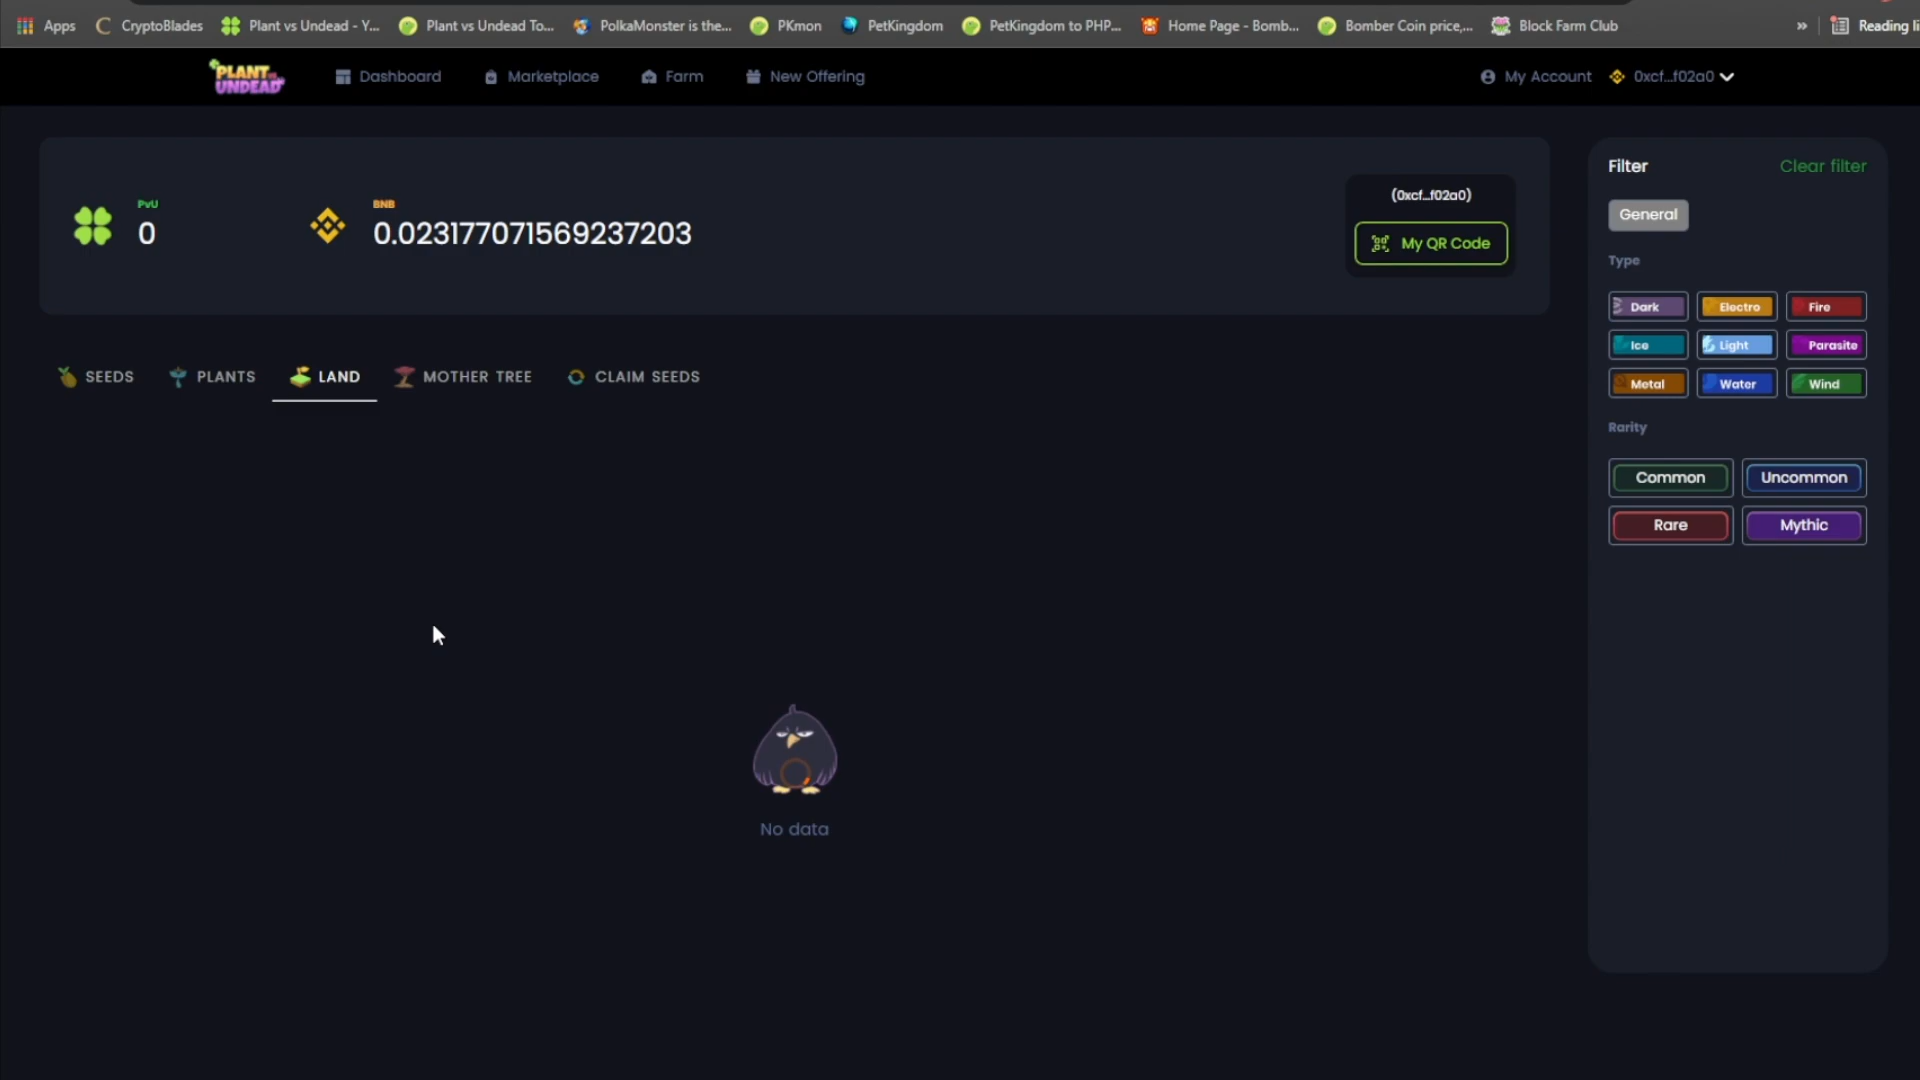 Apps CryptoBlades Plant vs Undead - Y... Plant vs Undead To... PolkaMonster is the... PKmon PetKingdom PetKingdom to PHP... Home Page - Bomb... Bomber Coin price,... Block Farm Club » Reading li
PLANT VS UNDEAD Dashboard Marketplace Farm New Offering My Account 0xcf...f02a0
PvU
0
BNB
0.023177071569237203
(0xcf...f02a0)
My QR Code
SEEDS PLANTS LAND MOTHER TREE CLAIM SEEDS
No data
Filter Clear filter
General
Type
Dark Electro Fire
Ice Light Parasite
Metal Water Wind
Rarity
Common Uncommon
Rare Mythic